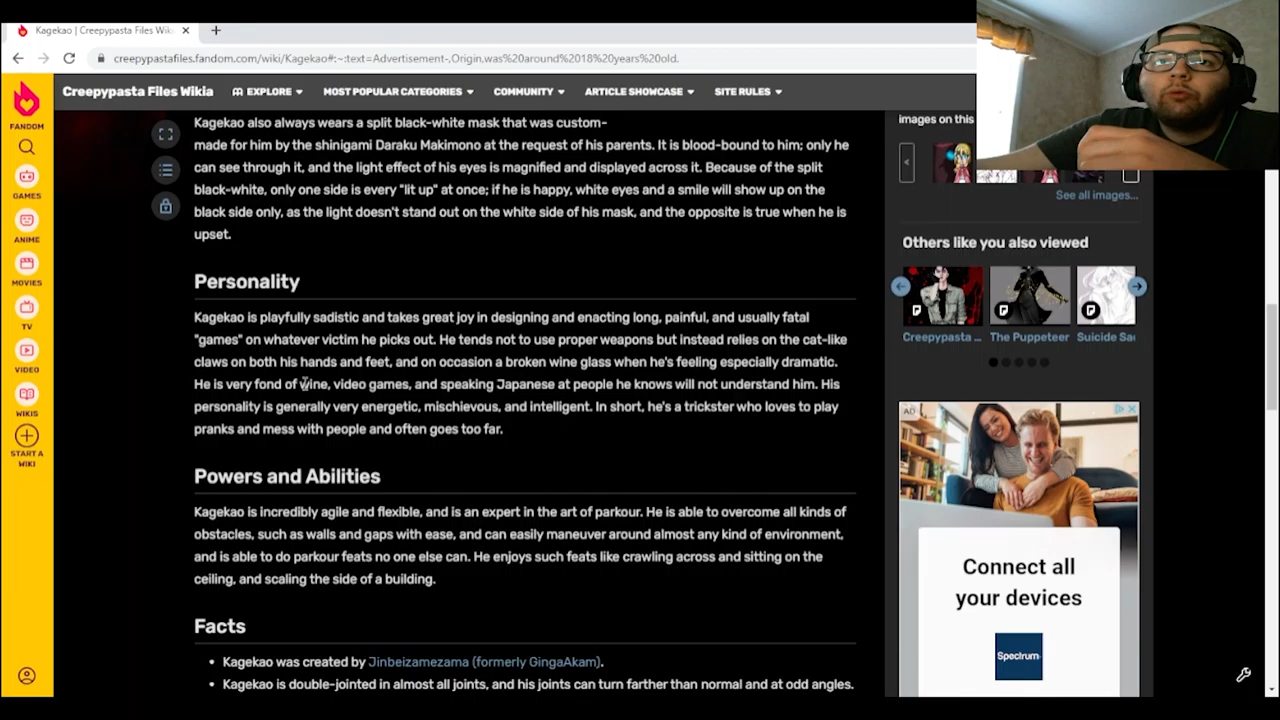 Kagekao | Creepypasta Files Wiki
creepypastafiles.fandom.com/wiki/Kagekao#:~:text=Advertisement-,Origin,was%20around%2018%20years%20old.
Creepypasta Files Wikia
EXPLORE
MOST POPULAR CATEGORIES
COMMUNITY
ARTICLE SHOWCASE
SITE RULES
FANDOM
GAMES
ANIME
MOVIES
TV
VIDEO
WIKIS
START A
WIKI
Kagekao also always wears a split black-white mask that was custom-
made for him by the shinigami Daraku Makimono at the request of his parents. It is blood-bound to him; only he
can see through it, and the light effect of his eyes is magnified and displayed across it. Because of the split
black-white, only one side is every "lit up" at once; if he is happy, white eyes and a smile will show up on the
black side only, as the light doesn't stand out on the white side of his mask, and the opposite is true when he is
upset.
Personality
Kagekao is playfully sadistic and takes great joy in designing and enacting long, painful, and usually fatal
"games" on whatever victim he picks out. He tends not to use proper weapons but instead relies on the cat-like
claws on both his hands and feet, and on occasion a broken wine glass when he's feeling especially dramatic.
He is very fond of wine, video games, and speaking Japanese at people he knows will not understand him. His
personality is generally very energetic, mischievous, and intelligent. In short, he's a trickster who loves to play
pranks and mess with people and often goes too far.
Powers and Abilities
Kagekao is incredibly agile and flexible, and is an expert in the art of parkour. He is able to overcome all kinds of
obstacles, such as walls and gaps with ease, and can easily maneuver around almost any kind of environment,
and is able to do parkour feats no one else can. He enjoys such feats like crawling across and sitting on the
ceiling, and scaling the side of a building.
Facts
Kagekao was created by Jinbeizamezama (formerly GingaAkam).
Kagekao is double-jointed in almost all joints, and his joints can turn farther than normal and at odd angles.
images on this
See all images...
Others like you also viewed
Creepypasta ...
The Puppeteer
Suicide Sa
AD
Connect all
your devices
Spectrum